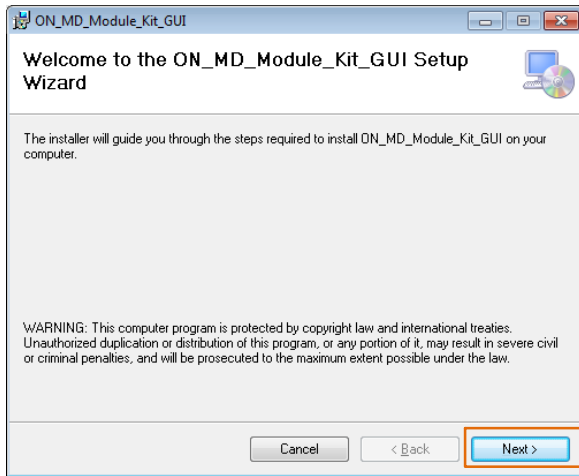 ON_MD_Module_Kit_GUI
Welcome to the ON_MD_Module_Kit_GUI Setup
Wizard
The installer will guide you through the steps required to install ON_MD_Module_Kit_GUI on your
computer.
WARNING: This computer program is protected by copyright law and international treaties.
Unauthorized duplication or distribution of this program, or any portion of it, may result in severe civil
or criminal penalties, and will be prosecuted to the maximum extent possible under the law.
Cancel
< Back
Next >